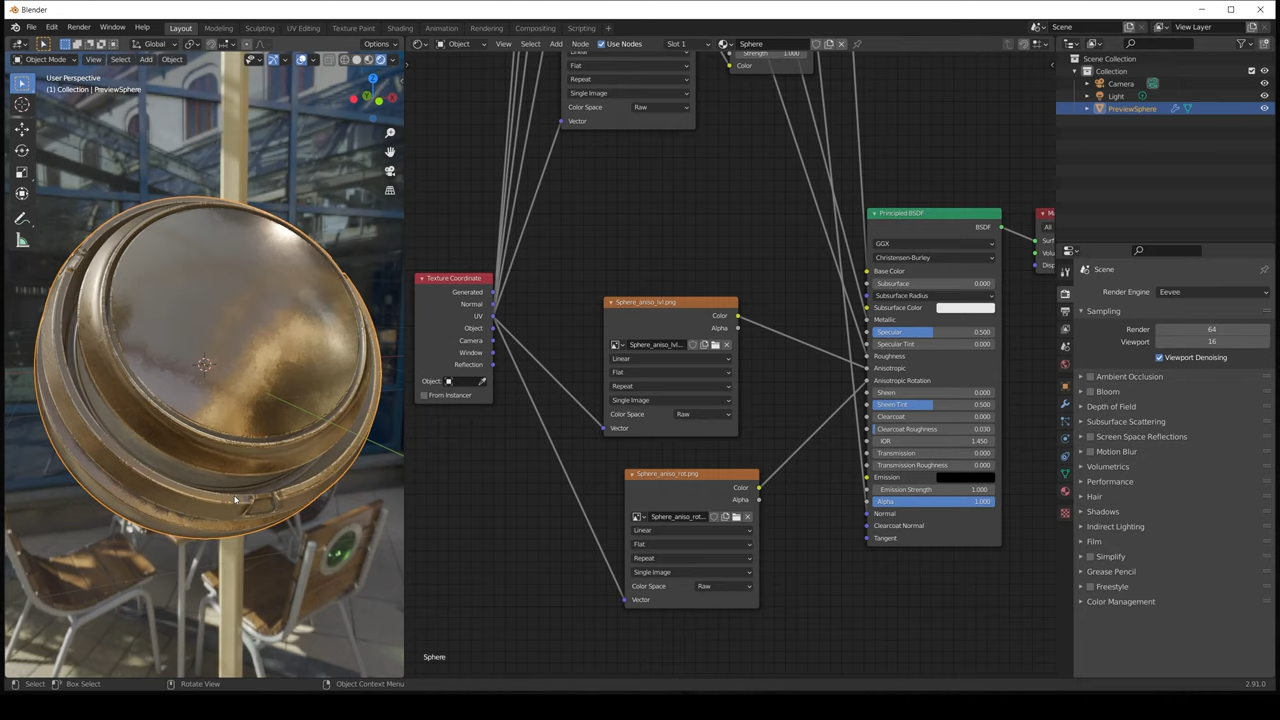 Blender
File Edit Render Window Help Layout Modeling Sculpting UV Editing Texture Paint Shading Animation Rendering Compositing Scripting Scene View Layer
Global Options Object View Select Add Node Use Nodes Slot 1 Sphere
Object Mode View Select Add Object
User Perspective
(1) Collection | PreviewSphere
Linear
Flat
Repeat
Single Image
Color Space Raw
Vector
Strength 1.000
Color
Texture Coordinate
Generated
Normal
UV
Object
Camera
Window
Reflection
Object:
From Instancer
Sphere_aniso_lvl.png
Color
Alpha
Sphere_aniso_lvl...
Linear
Flat
Repeat
Single Image
Color Space Raw
Vector
Sphere_aniso_rot.png
Color
Alpha
Sphere_aniso_rot...
Linear
Flat
Repeat
Single Image
Color Space Raw
Vector
Principled BSDF
BSDF
GGX
Christensen-Burley
Base Color
Subsurface 0.000
Subsurface Radius
Subsurface Color
Metallic
Specular 0.500
Specular Tint 0.000
Roughness
Anisotropic
Anisotropic Rotation
Sheen 0.000
Sheen Tint 0.500
Clearcoat 0.000
Clearcoat Roughness 0.030
IOR 1.450
Transmission 0.000
Transmission Roughness 0.000
Emission
Emission Strength 1.000
Alpha 1.000
Normal
Clearcoat Normal
Tangent
Ma
All
Surf
Volu
Disp
Sphere
Scene Collection
Collection
Camera
Light
PreviewSphere
Scene
Render Engine Eevee
Sampling
Render 64
Viewport 16
Viewport Denoising
Ambient Occlusion
Bloom
Depth of Field
Subsurface Scattering
Screen Space Reflections
Motion Blur
Volumetrics
Performance
Hair
Shadows
Indirect Lighting
Film
Simplify
Grease Pencil
Freestyle
Color Management
Select Box Select Rotate View Object Context Menu 2.91.0